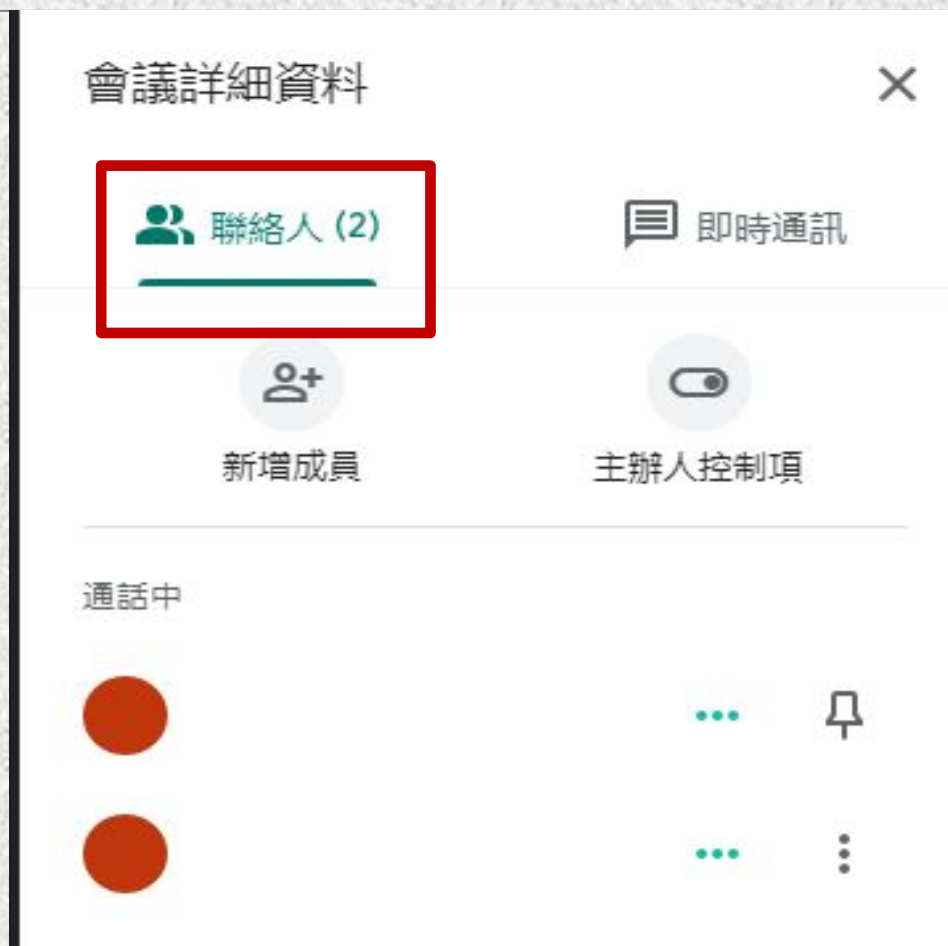 會議詳細資料
聯絡人 (2)
即時通訊
新增成員
主辦人控制項
通話中